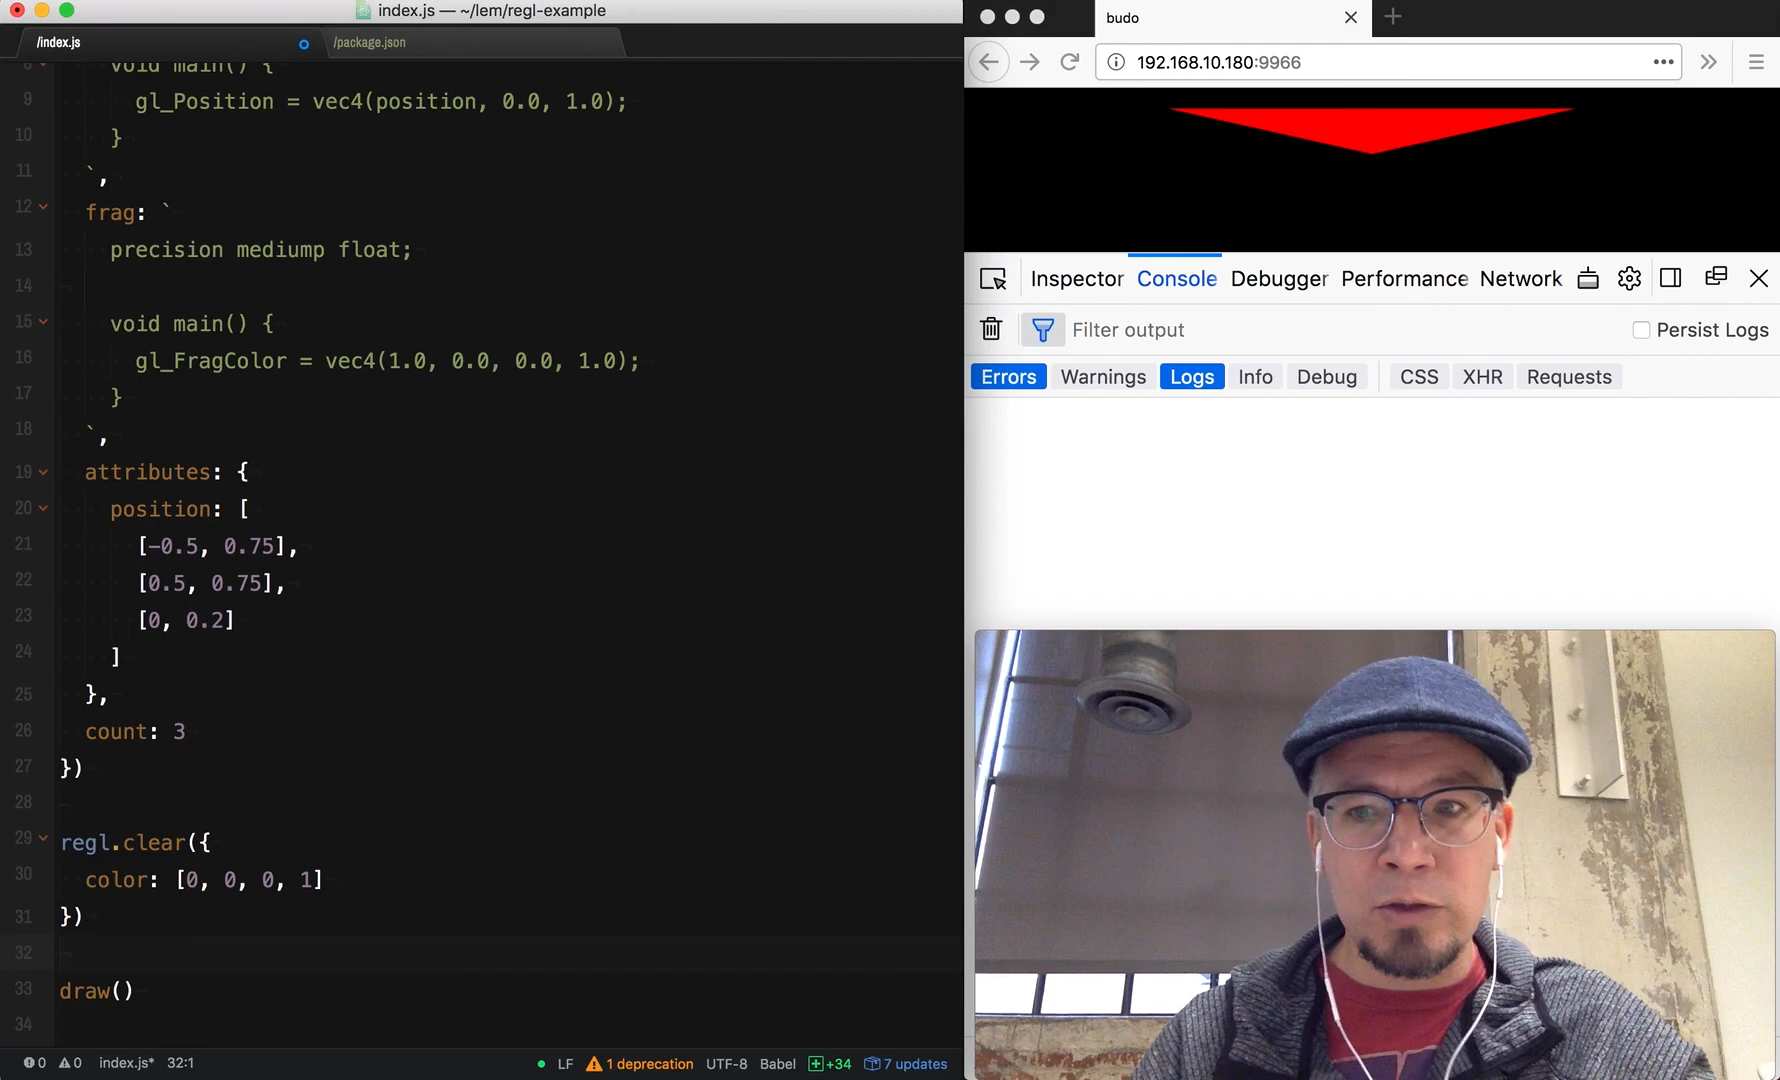 index.js — ~/lem/regl-example
/index.js
/package.json
8 void main() {
9 gl_Position = vec4(position, 0.0, 1.0);
10 }
11 `,
12 frag: `
13 precision mediump float;
14
15 void main() {
16 gl_FragColor = vec4(1.0, 0.0, 0.0, 1.0);
17 }
18 `,
19 attributes: {
20 position: [
21 [-0.5, 0.75],
22 [0.5, 0.75],
23 [0, 0.2]
24 ]
25 },
26 count: 3
27 })
28
29 regl.clear({
30 color: [0, 0, 0, 1]
31 })
32
33 draw()
34
0 0 index.js* 32:1 LF 1 deprecation UTF-8 Babel +34 7 updates
budo
192.168.10.180:9966
Inspector Console Debugger Performance Network
Filter output Persist Logs
Errors Warnings Logs Info Debug CSS XHR Requests